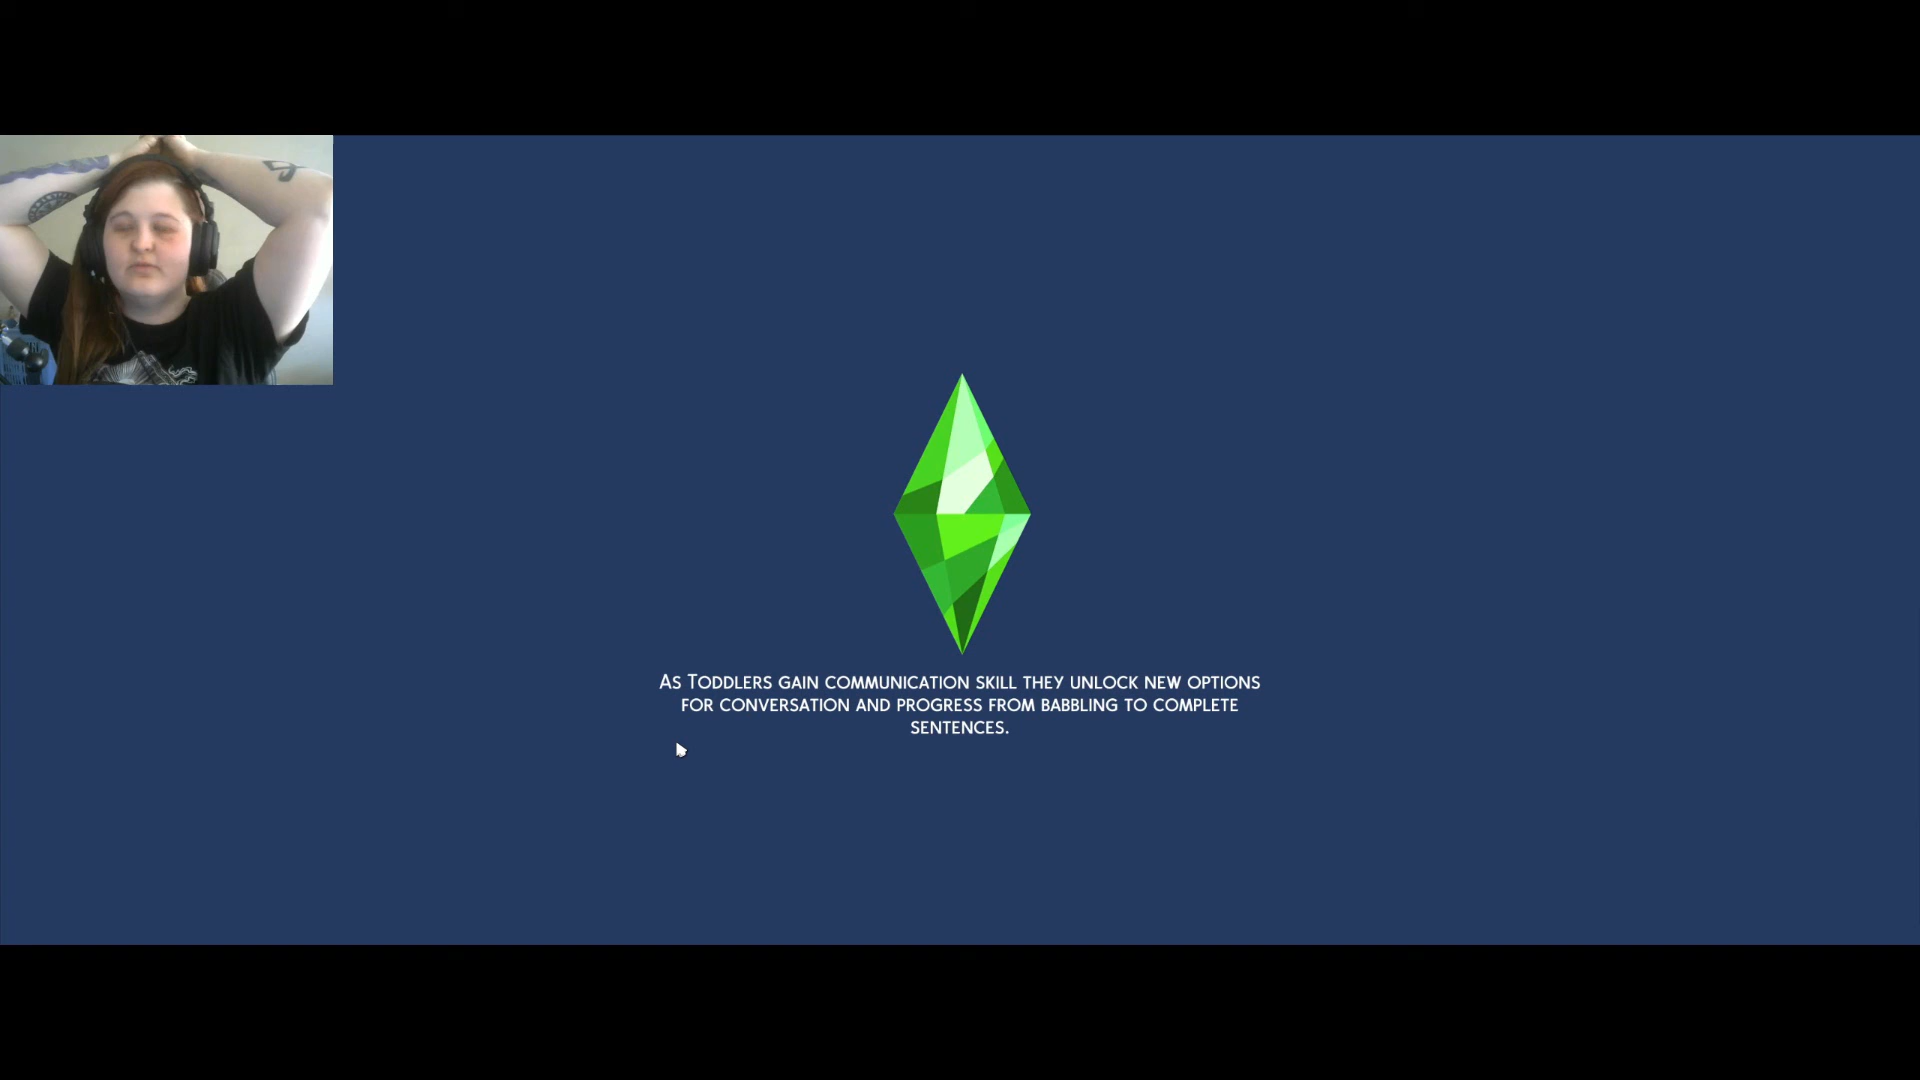 As Toddlers gain communication skill they unlock new options
for conversation and progress from babbling to complete
sentences.